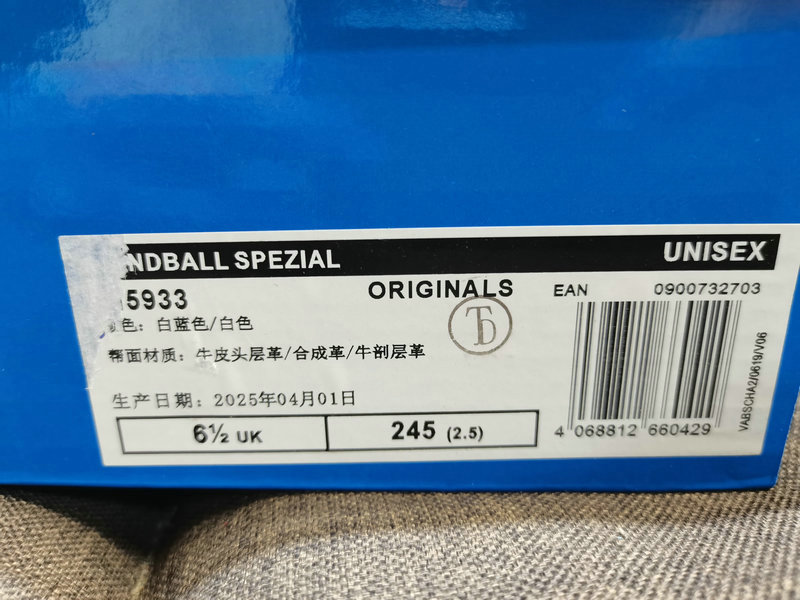 NDBALL SPEZIAL
UNISEX
5933
ORIGINALS
EAN
0900732703
色：白蓝色/白色
帮面材质：牛皮头层革/合成革/牛剖层革
生产日期：2025年04月01日
6½ UK
245 (2.5)
4 068812 660429
VABSCHA2/0619/V06